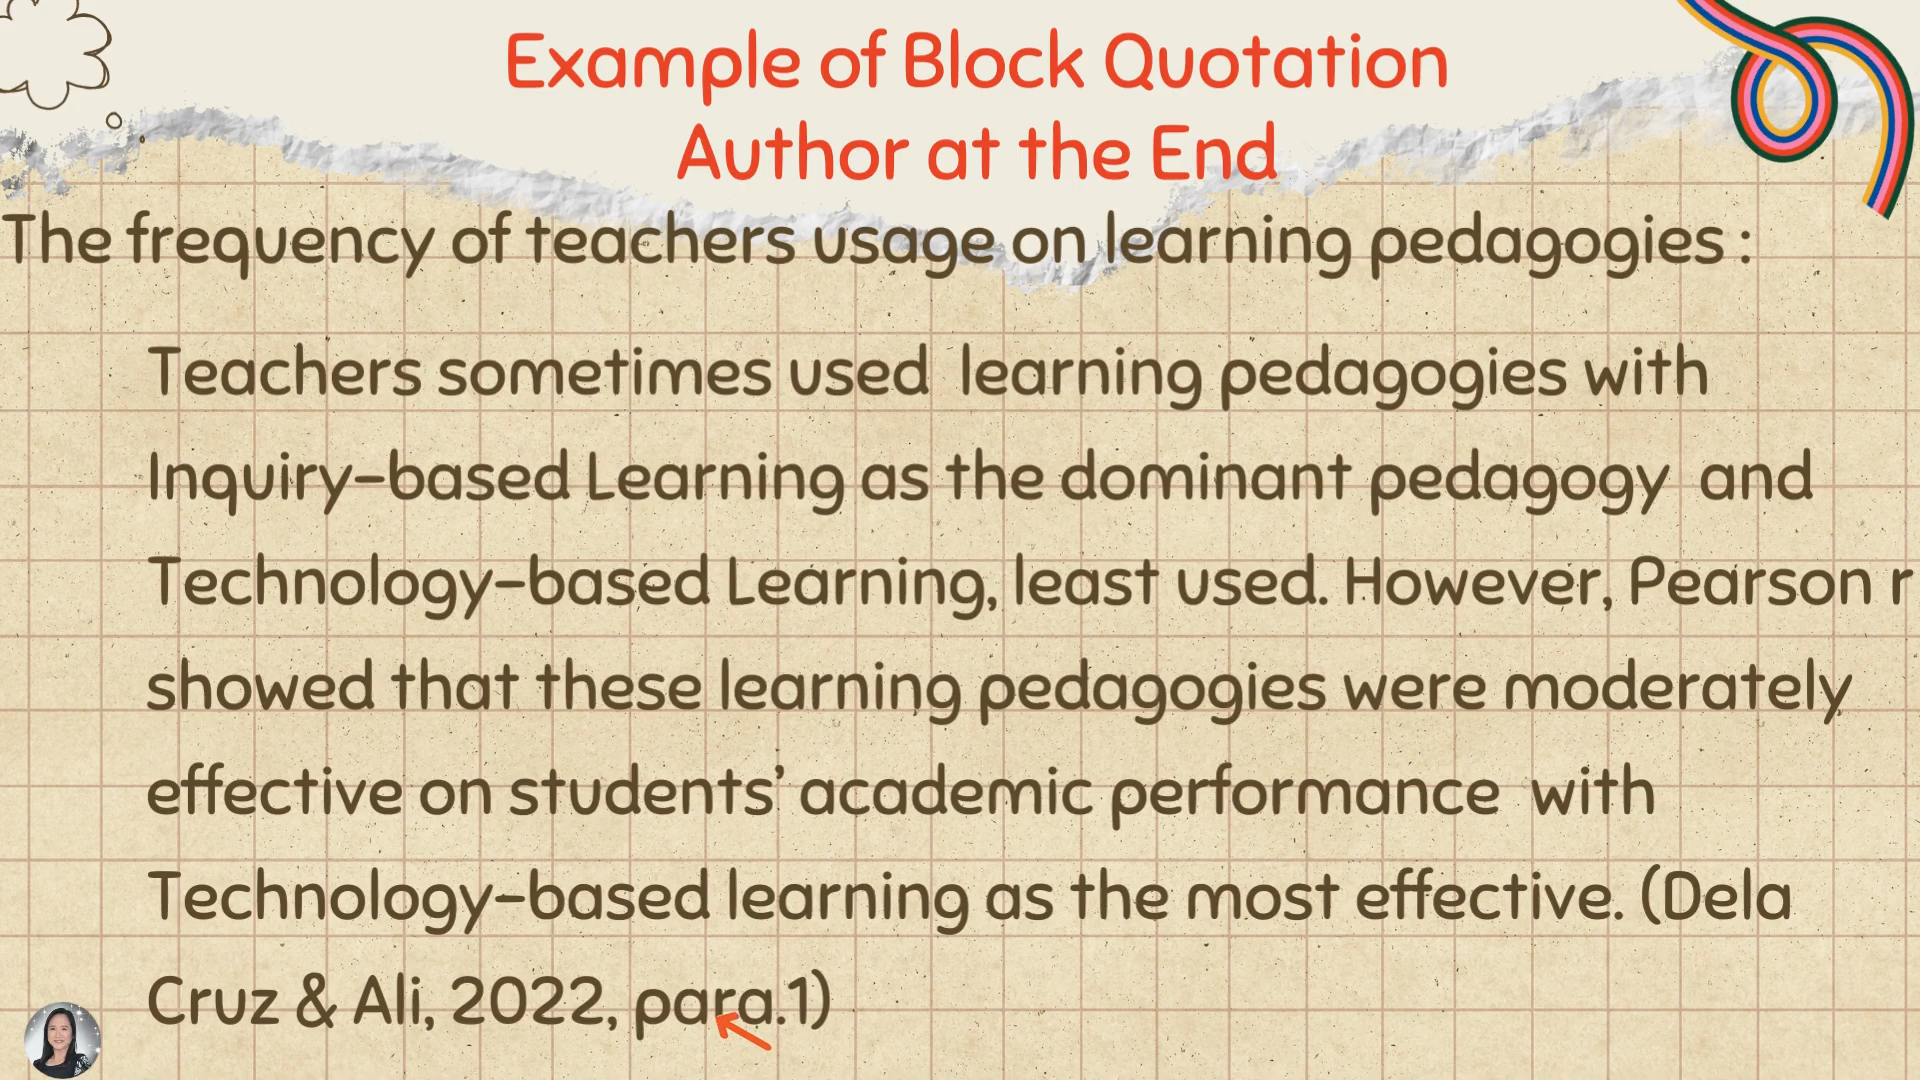 Example of Block Quotation
Author at the End
The frequency of teachers usage on learning pedagogies :
Teachers sometimes used  learning pedagogies with
Inquiry-based Learning as the dominant pedagogy  and
Technology-based Learning, least used. However, Pearson r
showed that these learning pedagogies were moderately
effective on students’ academic performance  with
Technology-based learning as the most effective. (Dela
Cruz & Ali, 2022, para.1)